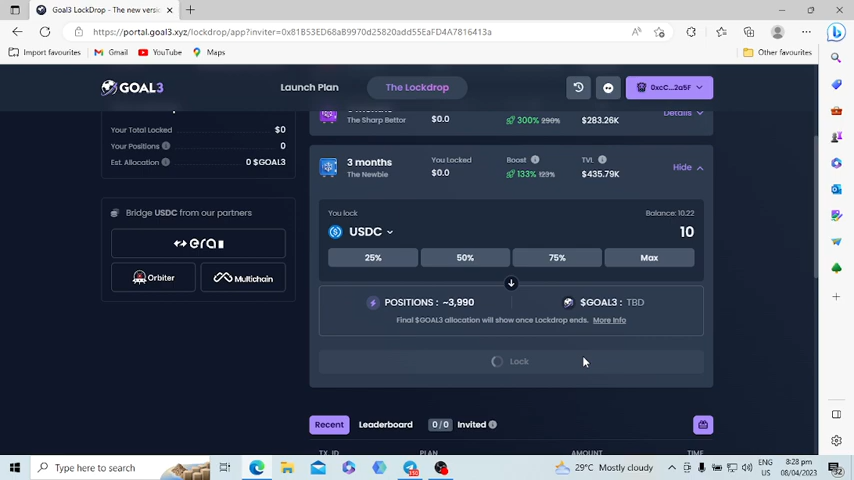 Goal3 LockDrop - The new versi
https://portal.goal3.xyz/lockdrop/app?inviter=0x81B53ED68160D25820add55EaFD4A7816413a
Import favourites Gmail YouTube Maps Other favourites
GOAL3 Launch Plan The Lockdrop 0xcC...2a5F
The Sharp Bettor $0.0 300% 290% $283.26K Details
Your Total Locked $0
Your Positions 0
Est. Allocation 0 $GOAL3
3 months You Locked Boost TVL
The Newbie $0.0 133% 123% $435.79K Hide
Bridge USDC from our partners
era
Orbiter Multichain
You lock Balance: 10.22
USDC 10
25% 50% 75% Max
POSITIONS : ~3,990 $GOAL3 : TBD
Final $GOAL3 allocation will show once Lockdrop ends. More Info
Lock
Recent Leaderboard 0/0 Invited
TX_ID PLAN AMOUNT TIME
Type here to search
29°C Mostly cloudy
ENG
US
8:28 pm
08/04/2023